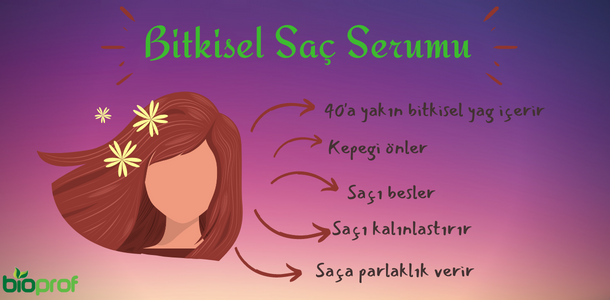 Bitkisel Saç Serumu
40'a yakın bitkisel yag içerir
Kepegi önler
Saçı besler
Saçı kalınlastırır
Saça parlaklık verir
bioprof